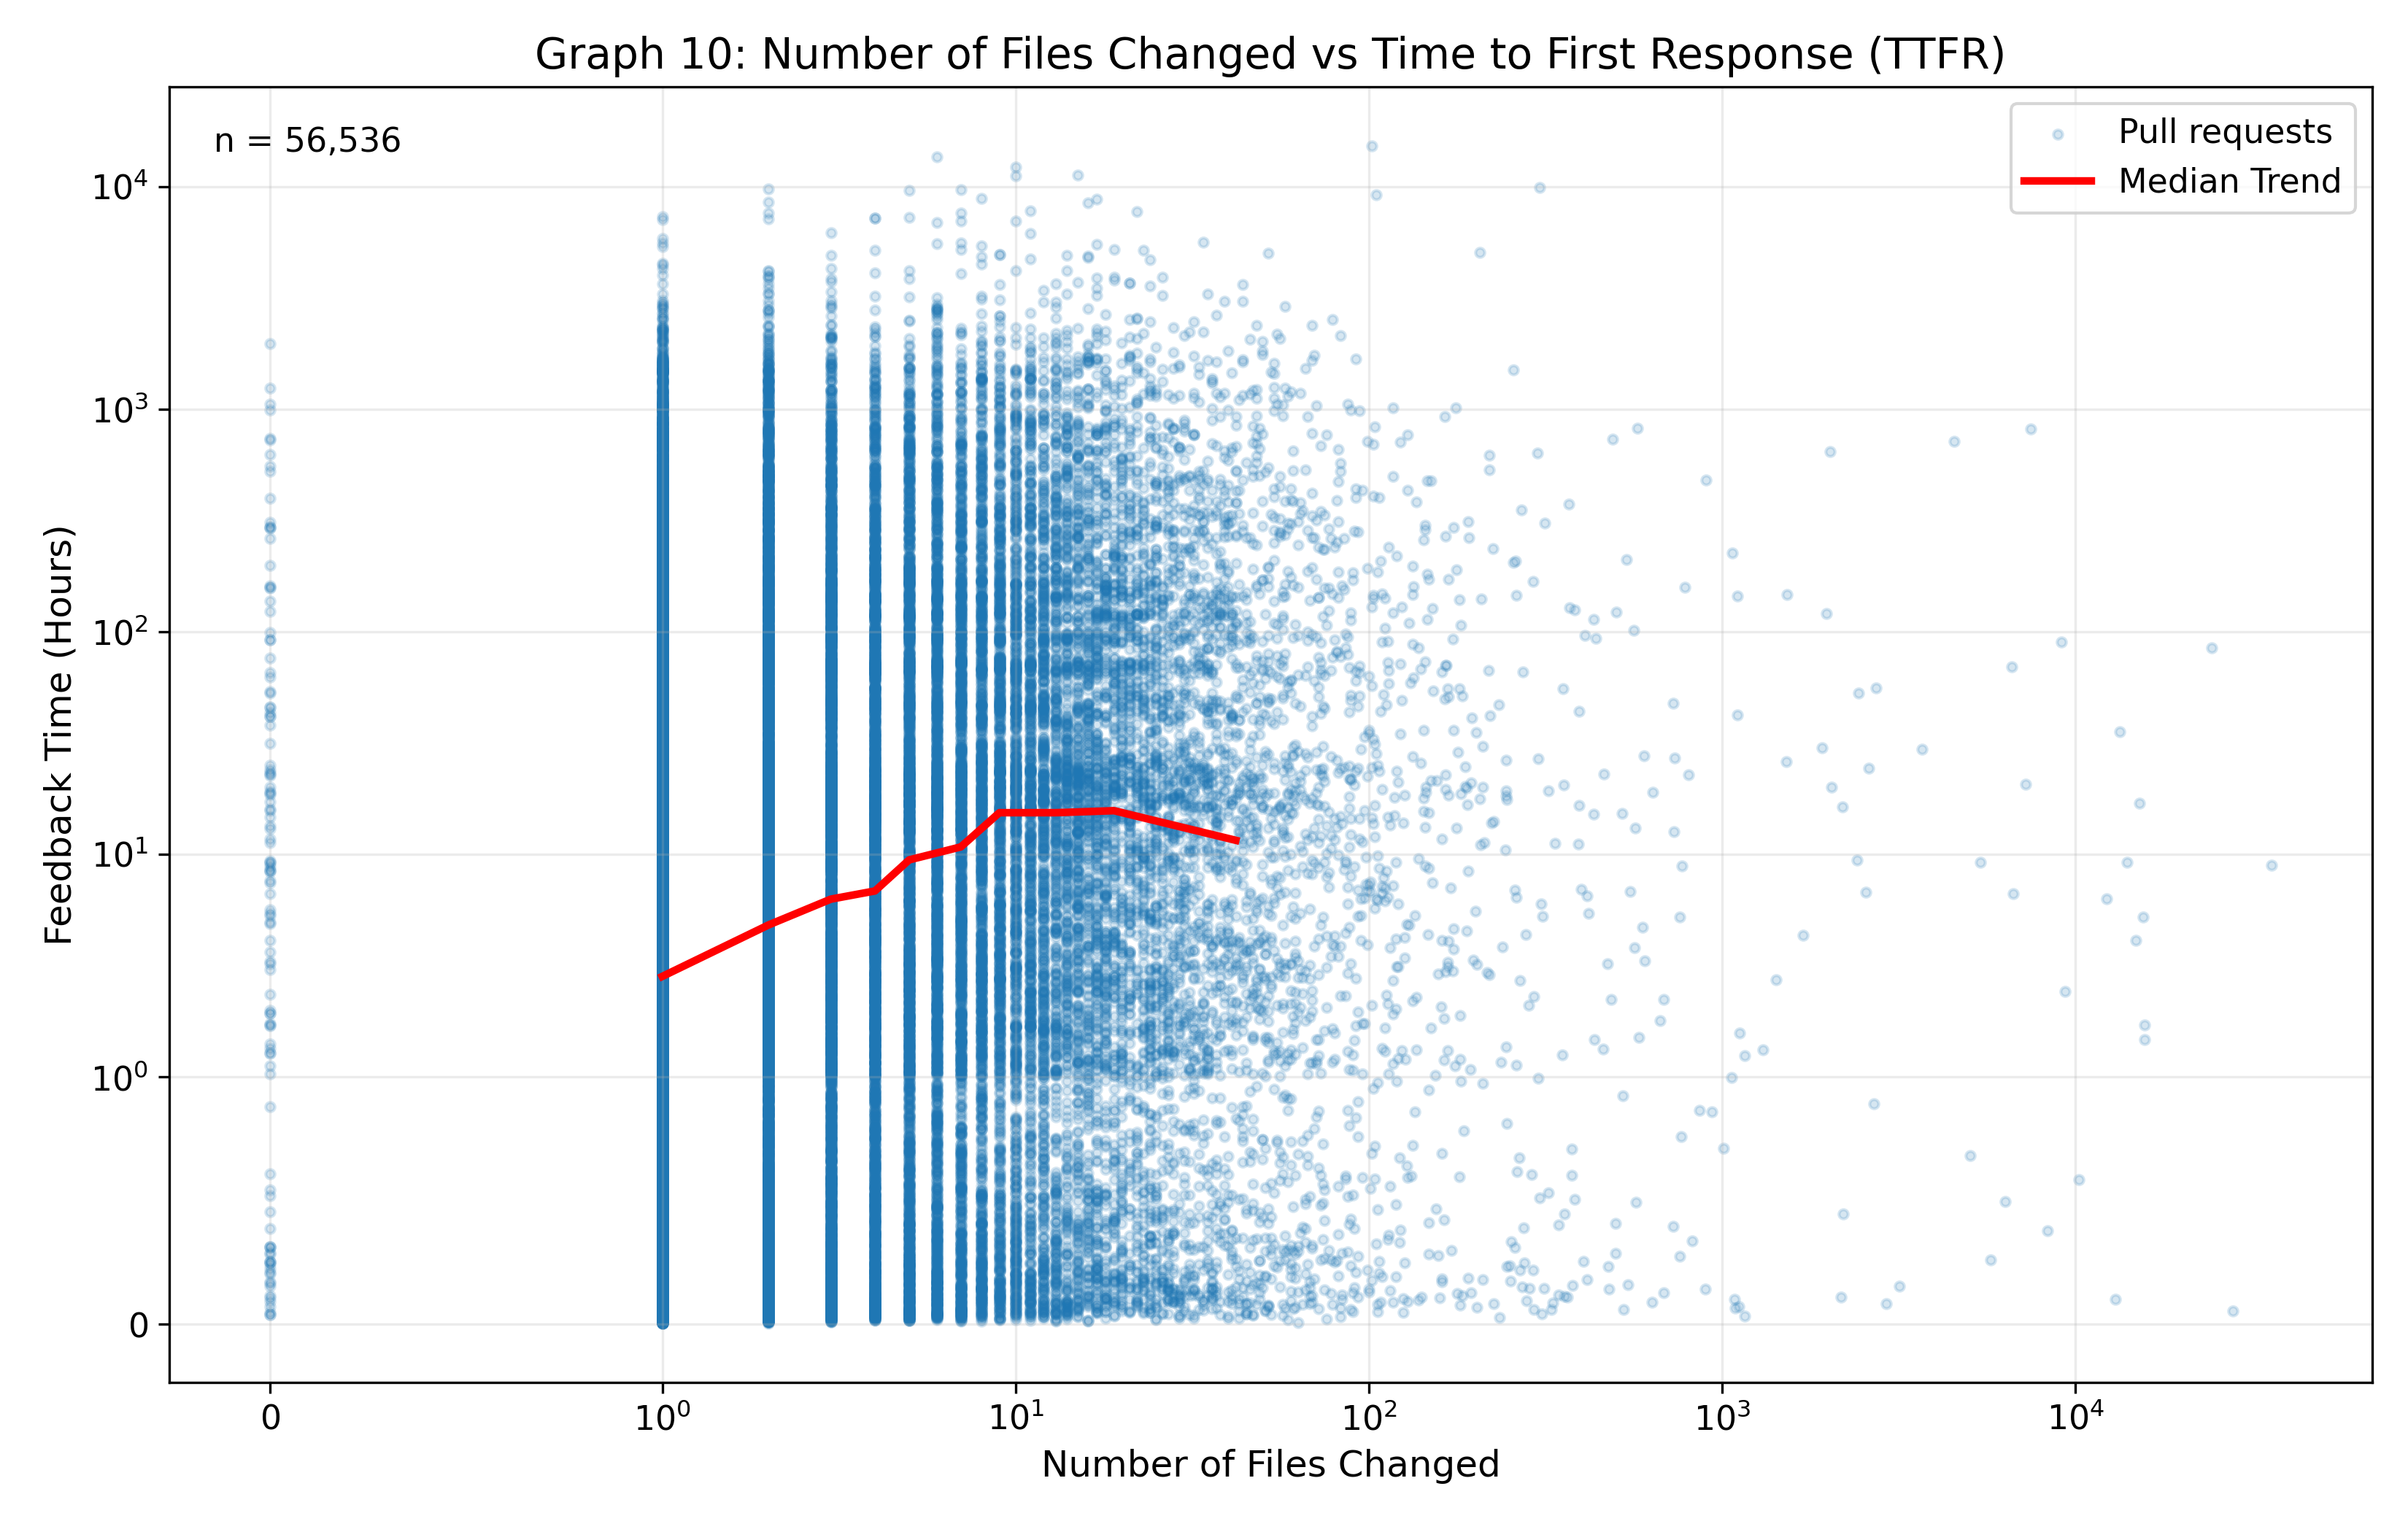 Graph 10: Number of Files Changed vs Time to First Response (TTFR)
n = 56,536
Pull requests
Median Trend
Feedback Time (Hours)
10⁴
10³
10²
10¹
10⁰
0
0
10⁰
10¹
10²
10³
10⁴
Number of Files Changed